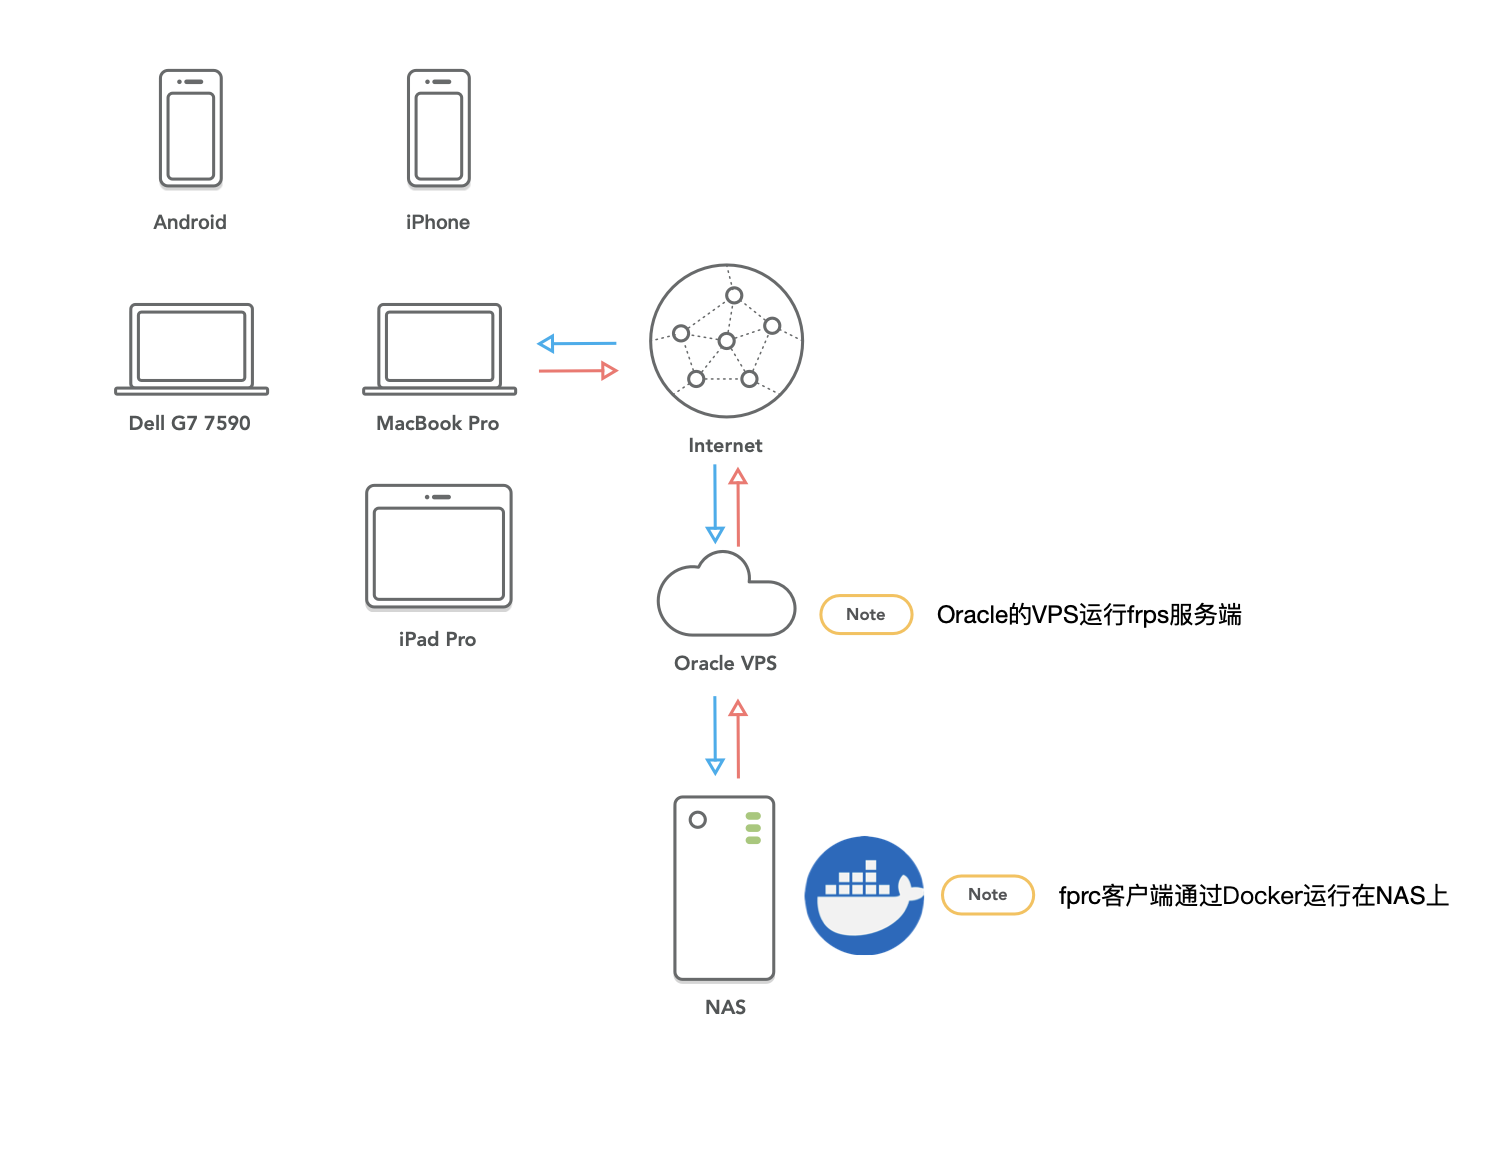 Android
iPhone
Dell G7 7590
MacBook Pro
Internet
iPad Pro
Note
Oracle的VPS运行frps服务端
Oracle VPS
Note
fprc客户端通过Docker运行在NAS上
NAS